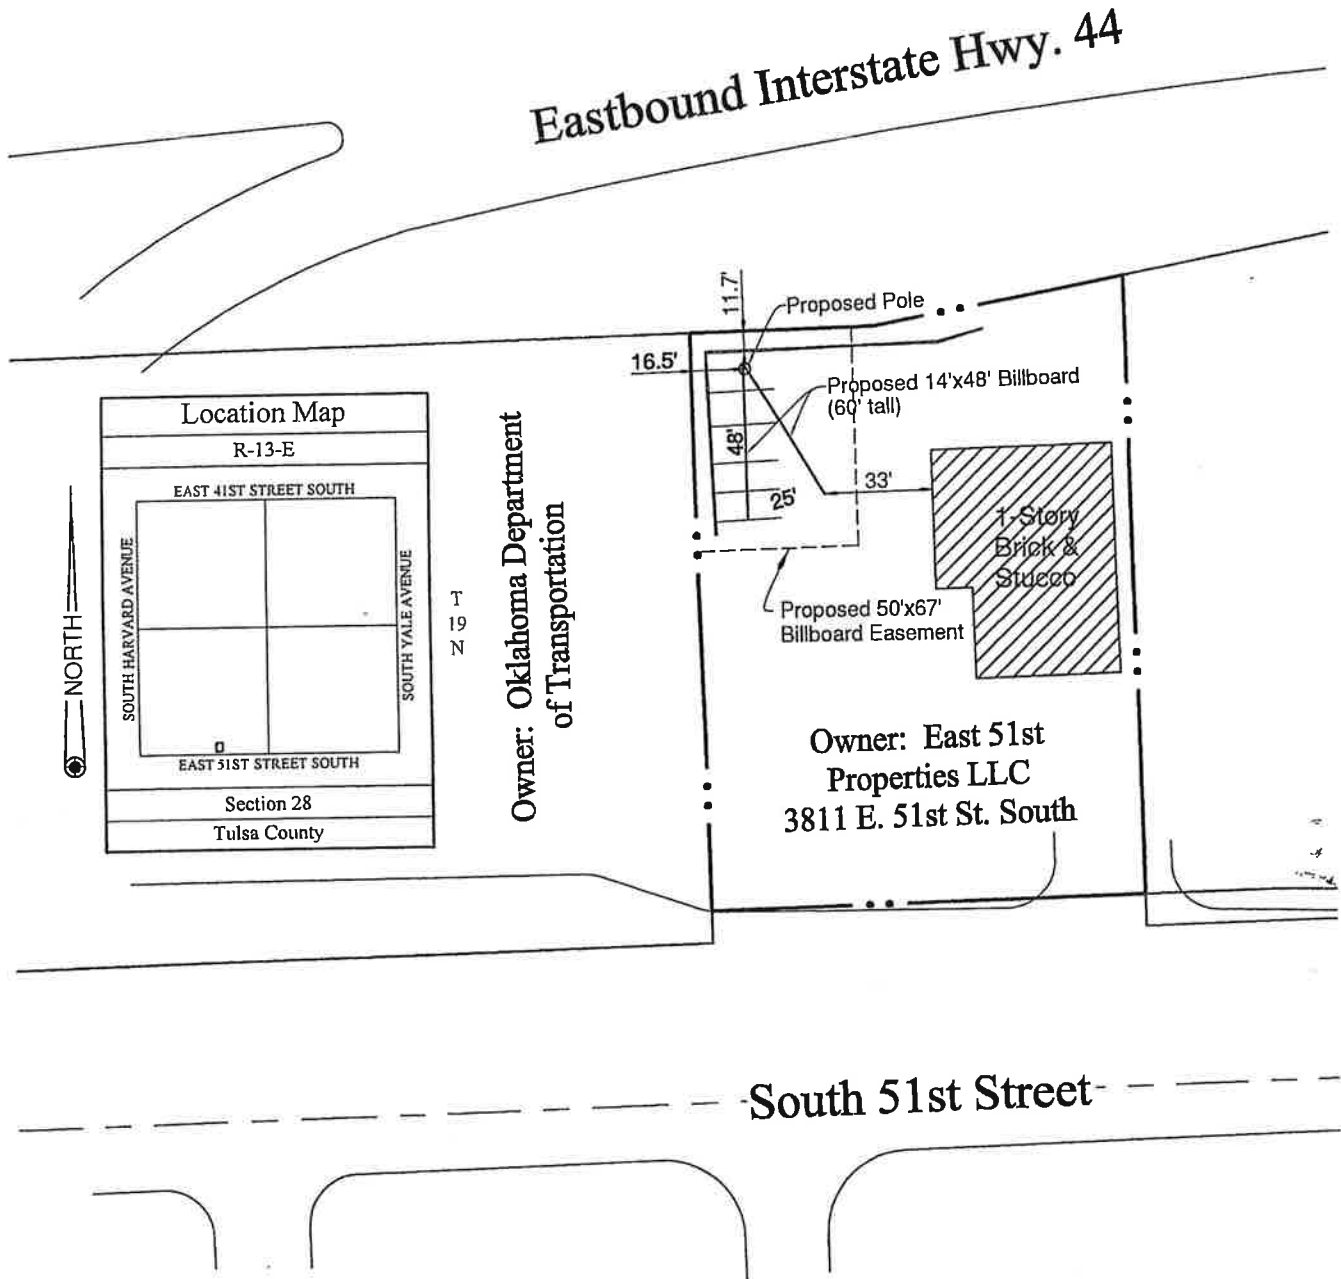 Eastbound Interstate Hwy. 44
11.7'
Proposed Pole
16.5'
Proposed 14'x48' Billboard
(60' tall)
48'
25'
33'
1-Story
Brick &
Stucco
Proposed 50'x67'
Billboard Easement
Location Map
R-13-E
EAST 41ST STREET SOUTH
SOUTH HARVARD AVENUE
SOUTH YALE AVENUE
EAST 51ST STREET SOUTH
Section 28
Tulsa County
T
19
N
NORTH
Owner: Oklahoma Department
of Transportation
Owner: East 51st
Properties LLC
3811 E. 51st St. South
South 51st Street